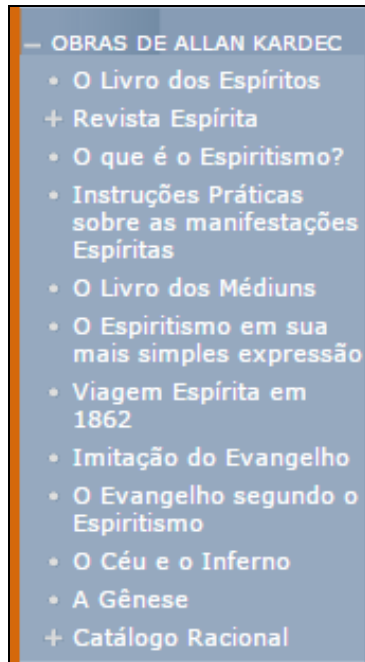 – OBRAS DE ALLAN KARDEC
• O Livro dos Espíritos
+ Revista Espírita
• O que é o Espiritismo?
• Instruções Práticas
sobre as manifestações
Espíritas
• O Livro dos Médiuns
• O Espiritismo em sua
mais simples expressão
• Viagem Espírita em
1862
• Imitação do Evangelho
• O Evangelho segundo o
Espiritismo
• O Céu e o Inferno
• A Gênese
+ Catálogo Racional